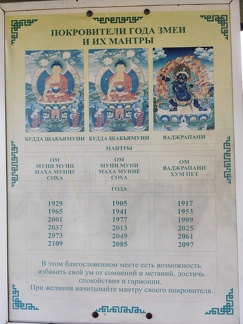 ПОКРОВИТЕЛИ ГОДА ЗМЕИ
И ИХ МАНТРЫ
БУДДА ШАКЬЯМУНИ БУДДА ШАКЬЯМУНИ ВАДЖРАПАНИ
МАНТРЫ
ОМ ОМ ОМ
МУНИ МУНИ МУНИ МУНИ ВАДЖРАПАНИ
МАХА МУНИЕ МАХА МУНИЕ ХУМ ПЕТ
СОХА СОХА
ГОДА
1929 1905 1917
1965 1941 1953
2001 1977 1989
2037 2013 2025
2073 2049 2061
2109 2085 2097
В этом благословенном месте есть возможность
избавить свой ум от сомнений и метаний, достичь
спокойствия и гармонии.
При желании начитывайте мантру своего покровителя.